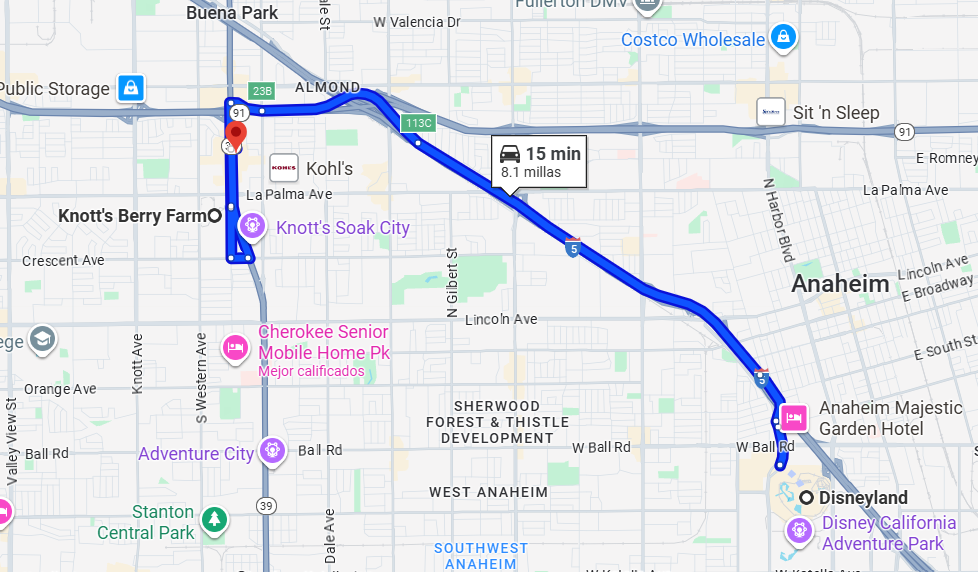 Buena Park
W Valencia Dr
Fullerton DMV
Costco Wholesale
Public Storage
23B
ALMOND
91
113C
Sit 'n Sleep
91
15 min
8.1 millas
E Romney
KOHL'S
Kohl's
La Palma Ave
La Palma Ave
N Harbor Blvd
Knott's Berry Farm
Knott's Soak City
5
Crescent Ave
N Gilbert St
Lincoln Ave
E Broadway
Anaheim
Lincoln Ave
Cherokee Senior
Mobile Home Pk
Mejor calificados
Knott Ave
S Western Ave
E South St
Orange Ave
5
Valley View St
SHERWOOD
FOREST & THISTLE
DEVELOPMENT
Anaheim Majestic
Garden Hotel
Ball Rd
Adventure City
Ball Rd
W Ball Rd
W Ball Rd
WEST ANAHEIM
Disneyland
39
Stanton
Central Park
Dale Ave
Disney California
Adventure Park
SOUTHWEST
ANAHEIM